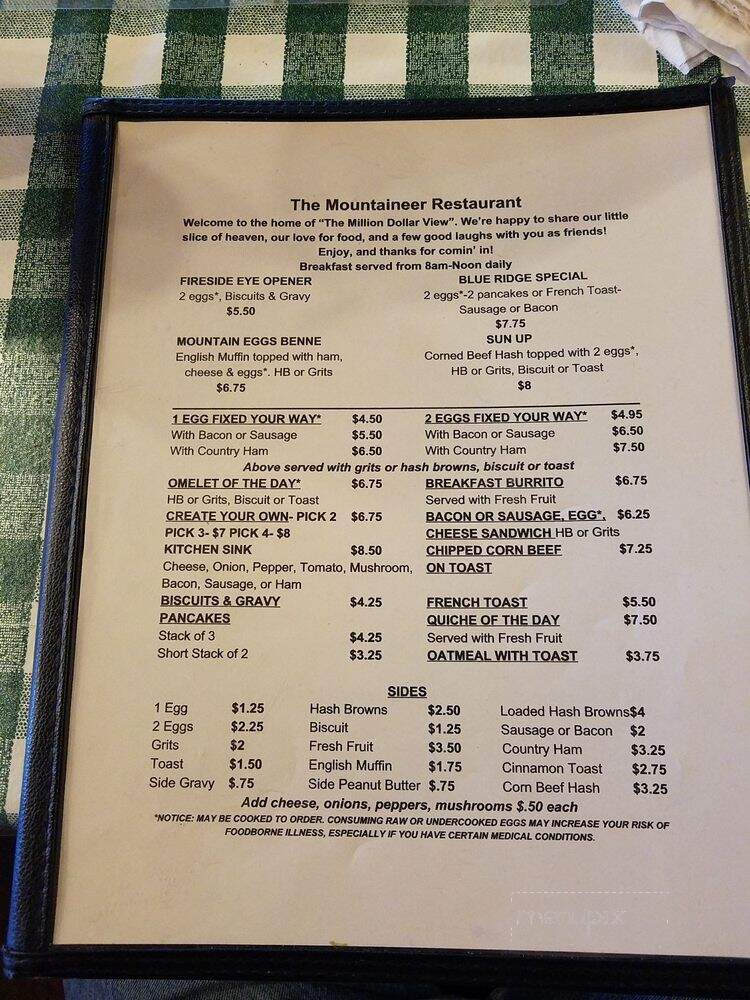 The Mountaineer Restaurant
Welcome to the home of "The Million Dollar View". We're happy to share our little
slice of heaven, our love for food, and a few good laughs with you as friends!
Enjoy, and thanks for comin' in!
Breakfast served from 8am-Noon daily
FIRESIDE EYE OPENER
2 eggs*, Biscuits & Gravy
$5.50
BLUE RIDGE SPECIAL
2 eggs*-2 pancakes or French Toast-
Sausage or Bacon
$7.75
MOUNTAIN EGGS BENNE
English Muffin topped with ham,
cheese & eggs*. HB or Grits
$6.75
SUN UP
Corned Beef Hash topped with 2 eggs*,
HB or Grits, Biscuit or Toast
$8
1 EGG FIXED YOUR WAY* $4.50
With Bacon or Sausage $5.50
With Country Ham $6.50
2 EGGS FIXED YOUR WAY* $4.95
With Bacon or Sausage $6.50
With Country Ham $7.50
Above served with grits or hash browns, biscuit or toast
OMELET OF THE DAY* $6.75
HB or Grits, Biscuit or Toast
CREATE YOUR OWN- PICK 2 $6.75
PICK 3- $7 PICK 4- $8
KITCHEN SINK $8.50
Cheese, Onion, Pepper, Tomato, Mushroom,
Bacon, Sausage, or Ham
BISCUITS & GRAVY $4.25
PANCAKES
Stack of 3 $4.25
Short Stack of 2 $3.25
BREAKFAST BURRITO $6.75
Served with Fresh Fruit
BACON OR SAUSAGE, EGG*, $6.25
CHEESE SANDWICH HB or Grits
CHIPPED CORN BEEF $7.25
ON TOAST
FRENCH TOAST $5.50
QUICHE OF THE DAY $7.50
Served with Fresh Fruit
OATMEAL WITH TOAST $3.75
SIDES
1 Egg $1.25
2 Eggs $2.25
Grits $2
Toast $1.50
Side Gravy $.75
Hash Browns $2.50
Biscuit $1.25
Fresh Fruit $3.50
English Muffin $1.75
Side Peanut Butter $.75
Loaded Hash Browns$4
Sausage or Bacon $2
Country Ham $3.25
Cinnamon Toast $2.75
Corn Beef Hash $3.25
Add cheese, onions, peppers, mushrooms $.50 each
*NOTICE: MAY BE COOKED TO ORDER. CONSUMING RAW OR UNDERCOOKED EGGS MAY INCREASE YOUR RISK OF
FOODBORNE ILLNESS, ESPECIALLY IF YOU HAVE CERTAIN MEDICAL CONDITIONS.
menupix